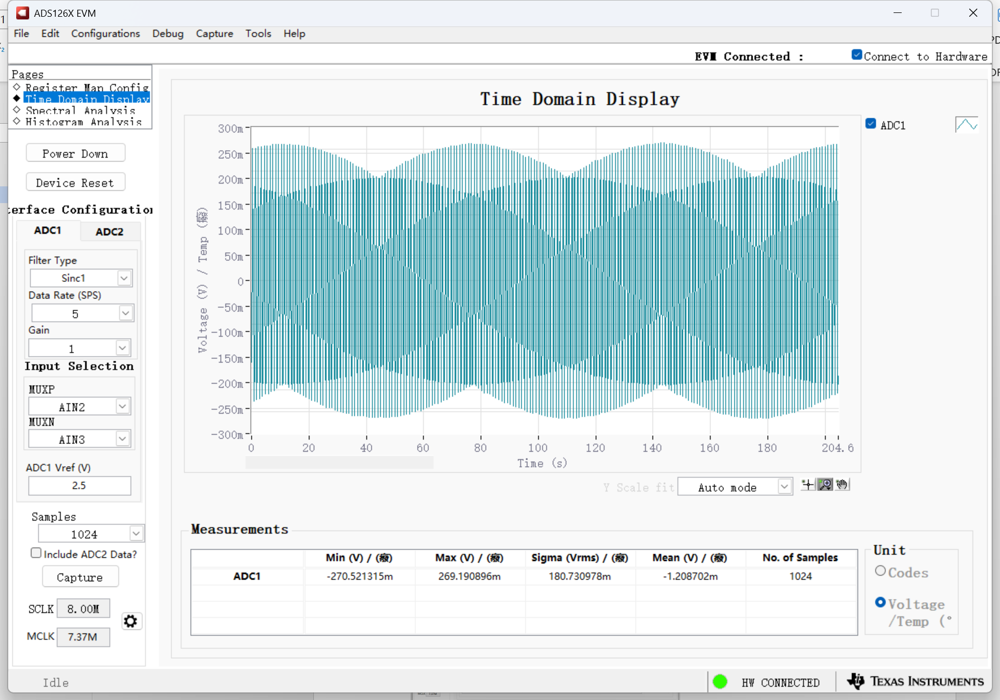 ADS126X EVM
File Edit Configurations Debug Capture Tools Help
EVM Connected :
Connect to Hardware
Pages
Register Map Config
Time Domain Display
Spectral Analysis
Histogram Analysis
Power Down
Device Reset
terface Configuration
ADC1 ADC2
Filter Type
Sinc1
Data Rate (SPS)
5
Gain
1
Input Selection
MUXP
AIN2
MUXN
AIN3
ADC1 Vref (V)
2.5
Samples
1024
Include ADC2 Data?
Capture
SCLK 8.00M
MCLK 7.37M
Time Domain Display
ADC1
300m
250m
200m
150m
100m
50m
0
-50m
-100m
-150m
-200m
-250m
-300m
Voltage (V) / Temp (癈)
0 20 40 60 80 100 120 140 160 180 204.6
Time (s)
Y Scale fit Auto mode
Measurements
Min (V) / (癈) Max (V) / (癈) Sigma (Vrms) / (癈) Mean (V) / (癈) No. of Samples
ADC1 -270.521315m 269.190896m 180.730978m -1.208702m 1024
Unit
Codes
Voltage
/Temp (°
Idle
HW CONNECTED
TEXAS INSTRUMENTS